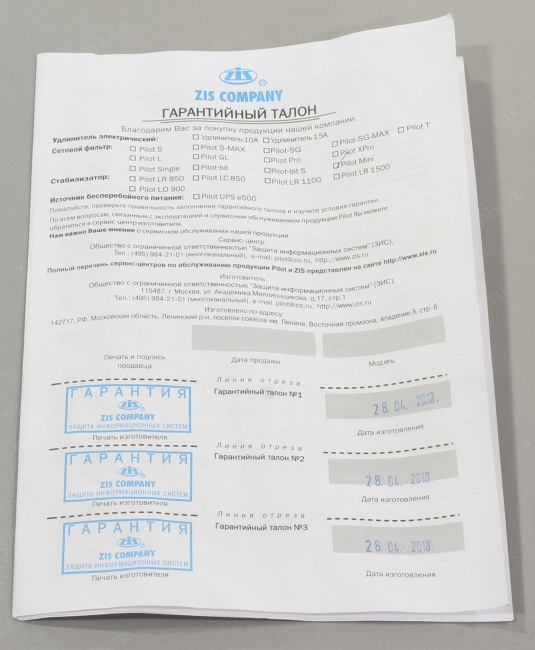 zis
ZIS COMPANY
ГАРАНТИЙНЫЙ ТАЛОН
Благодарим Вас за покупку продукции нашей компании.
Удлинитель электрический: Удлинитель 10А Удлинитель 15А
Сетевой фильтр: Pilot S Pilot S-MAX Pilot-SG Pilot-SG-MAX Pilot T
Pilot L Pilot GL Pilot Pro Pilot XPro
Pilot Single Pilot-bit Pilot-bit S Pilot Mini
Стабилизатор: Pilot LR 850 Pilot LC 850 Pilot LR 1100 Pilot LR 1500
Pilot LD 900
Источник бесперебойного питания: Pilot UPS e500
Пожалуйста, проверьте правильность заполнения гарантийного талона и изучите условия гарантии.
По всем вопросам, связанным с эксплуатацией и сервисным обслуживанием продукции Pilot Вы можете
обратиться в сервис-центр изготовителя.
Нам важно Ваше мнение о сервисном обслуживании нашей продукции.
Сервис-центр:
Общество с ограниченной ответственностью "Защита информационных систем" (ЗИС),
Тел.: (495) 984-21-01 (многоканальный), e-mail: pilot@zis.ru, http://www.zis.ru
Полный перечень сервис-центров по обслуживанию продукции Pilot и ZIS представлен на сайте http://www.zis.ru
Изготовитель:
Общество с ограниченной ответственностью "Защита информационных систем" (ЗИС),
115487, г. Москва, ул. Академика Миллионщикова, д.17, стр.1
Тел.: (495) 984-21-01 (многоканальный), e-mail: pilot@zis.ru, http://www.zis.ru
Изготовлено по адресу:
142717, РФ, Московская область, Ленинский р-н, поселок совхоза им. Ленина, Восточная промзона, владение 3, стр. 6
Печать и подпись
продавца
Дата продажи
Модель
Линия отреза
ГАРАНТИЯ
zis
ZIS COMPANY
ЗАЩИТА ИНФОРМАЦИОННЫХ СИСТЕМ
Печать изготовителя
Гарантийный талон №1
28. 04. 2010.
Дата изготовления
Линия отреза
ГАРАНТИЯ
zis
ZIS COMPANY
ЗАЩИТА ИНФОРМАЦИОННЫХ СИСТЕМ
Печать изготовителя
Гарантийный талон №2
28. 04. 2010.
Дата изготовления
Линия отреза
ГАРАНТИЯ
zis
ZIS COMPANY
ЗАЩИТА ИНФОРМАЦИОННЫХ СИСТЕМ
Печать изготовителя
Гарантийный талон №3
28. 04. 2010.
Дата изготовления